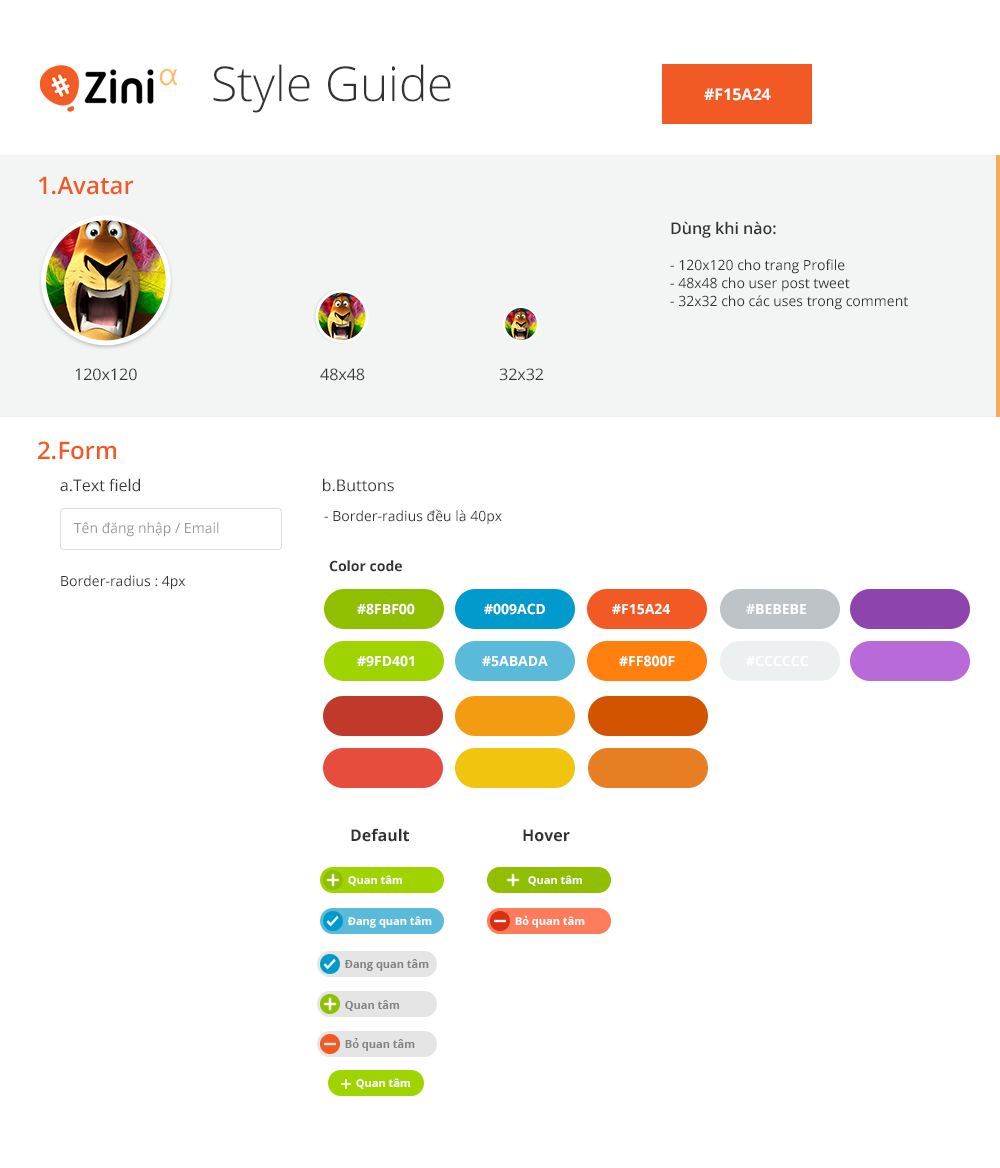 #Zini α
Style Guide
#F15A24
1.Avatar
120x120
48x48
32x32
Dùng khi nào:
- 120x120 cho trang Profile
- 48x48 cho user post tweet
- 32x32 cho các uses trong comment
2.Form
a.Text field
Tên đăng nhập / Email
Border-radius : 4px
b.Buttons
- Border-radius đều là 40px
Color code
#8FBF00 #009ACD #F15A24 #BEBEBE
#9FD401 #5ABADA #FF800F #CCCCCC
Default Hover
Quan tâm Quan tâm
Đang quan tâm Bỏ quan tâm
Đang quan tâm
Quan tâm
Bỏ quan tâm
+ Quan tâm